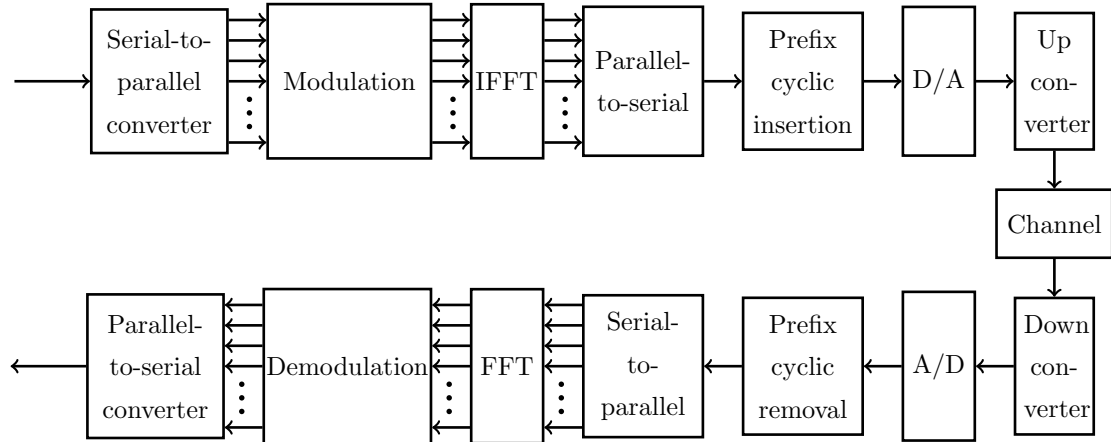 Serial-to-
parallel
converter
Modulation
IFFT
Parallel-
to-serial
Prefix
cyclic
insertion
D/A
Up
con-
verter
Channel
Parallel-
to-serial
converter
Demodulation
FFT
Serial-
to-
parallel
Prefix
cyclic
removal
A/D
Down
con-
verter